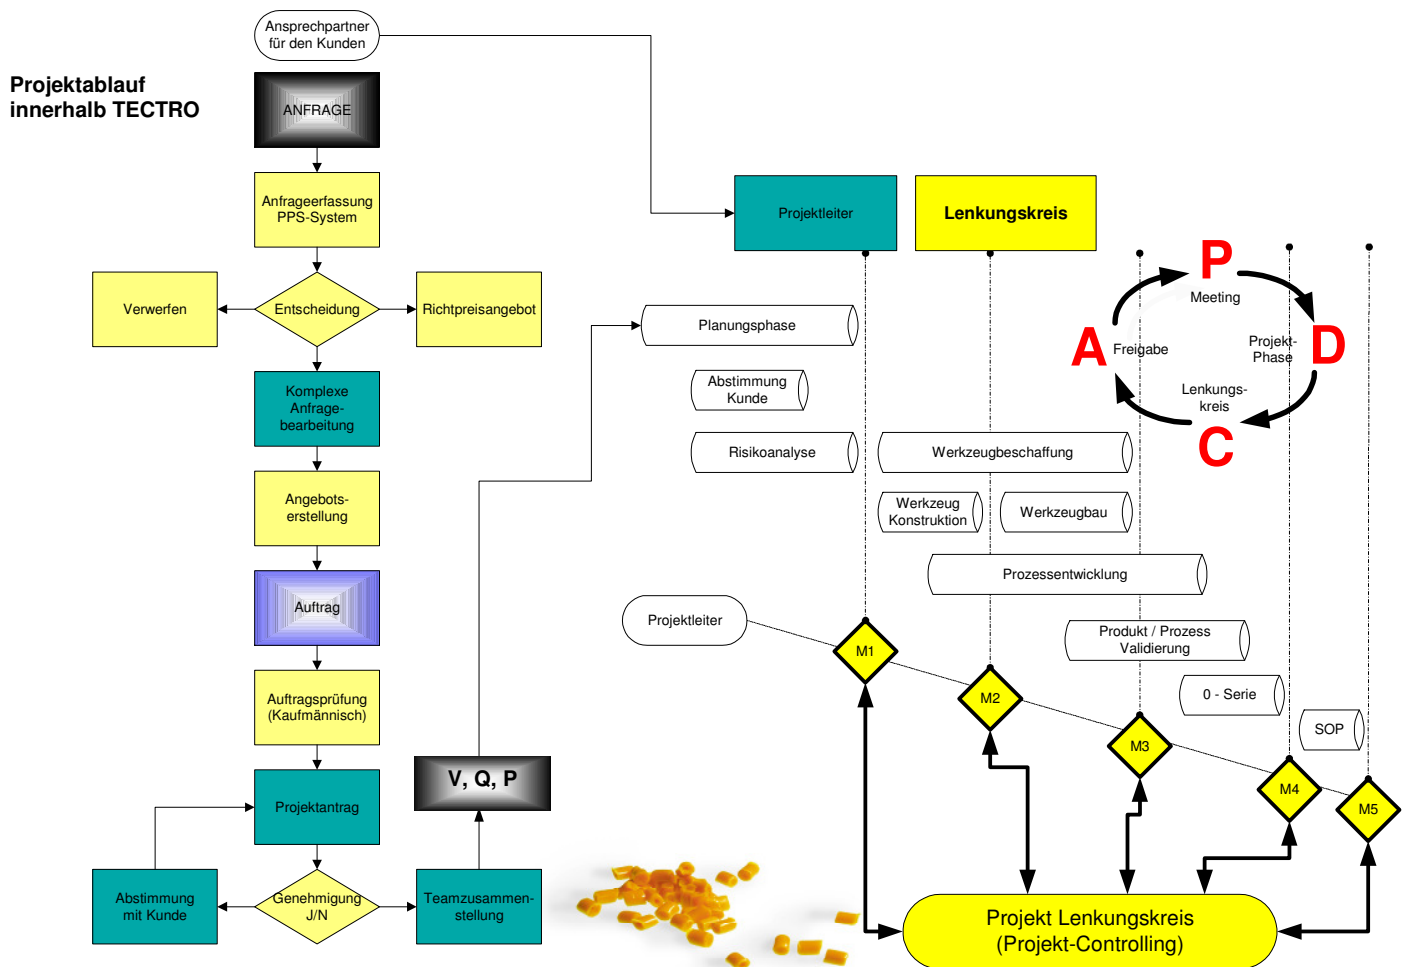 Ansprechpartner
für den Kunden
Projektablauf
innerhalb TECTRO
ANFRAGE
Anfrageerfassung
PPS-System
Verwerfen
Entscheidung
Richtpreisangebot
Komplexe
Anfrage-
bearbeitung
Angebots-
erstellung
Auftrag
Auftragsprüfung
(Kaufmännisch)
Projektantrag
Abstimmung
mit Kunde
Genehmigung
J/N
Teamzusammen-
stellung
V, Q, P
Projektleiter
Lenkungskreis
Planungsphase
Abstimmung
Kunde
Risikoanalyse
Werkzeugbeschaffung
Werkzeug
Konstruktion
Werkzeugbau
Prozessentwicklung
Produkt / Prozess
Validierung
0 - Serie
SOP
P
Meeting
A
Freigabe
Projekt-
Phase
D
Lenkungs-
kreis
C
Projektleiter
M1
M2
M3
M4
M5
Projekt Lenkungskreis
(Projekt-Controlling)